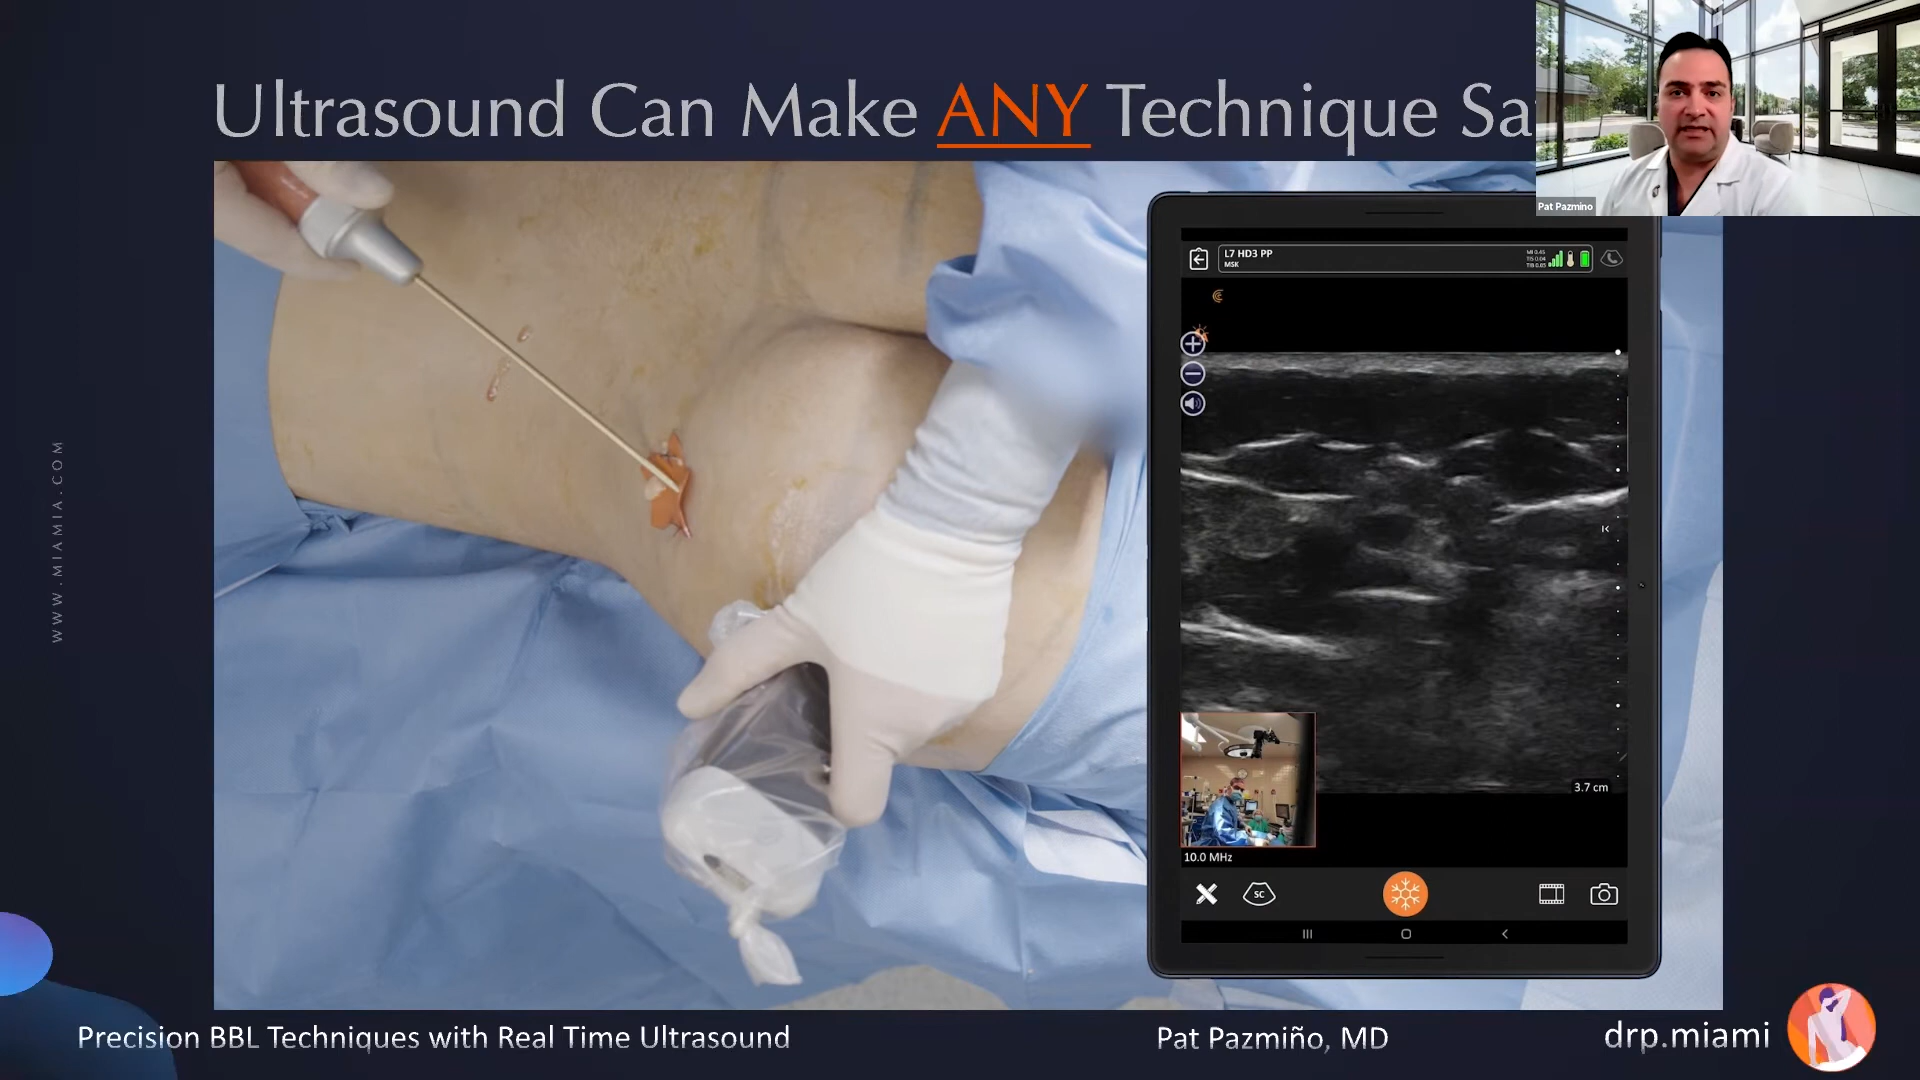 Ultrasound Can Make ANY Technique Sa
Pat Pazmino
L7 HD3 PP
MSK
WWW.MIAMIA.COM
3.7 cm
10.0 MHz
SC
Precision BBL Techniques with Real Time Ultrasound
Pat Pazmiño, MD
drp.miami